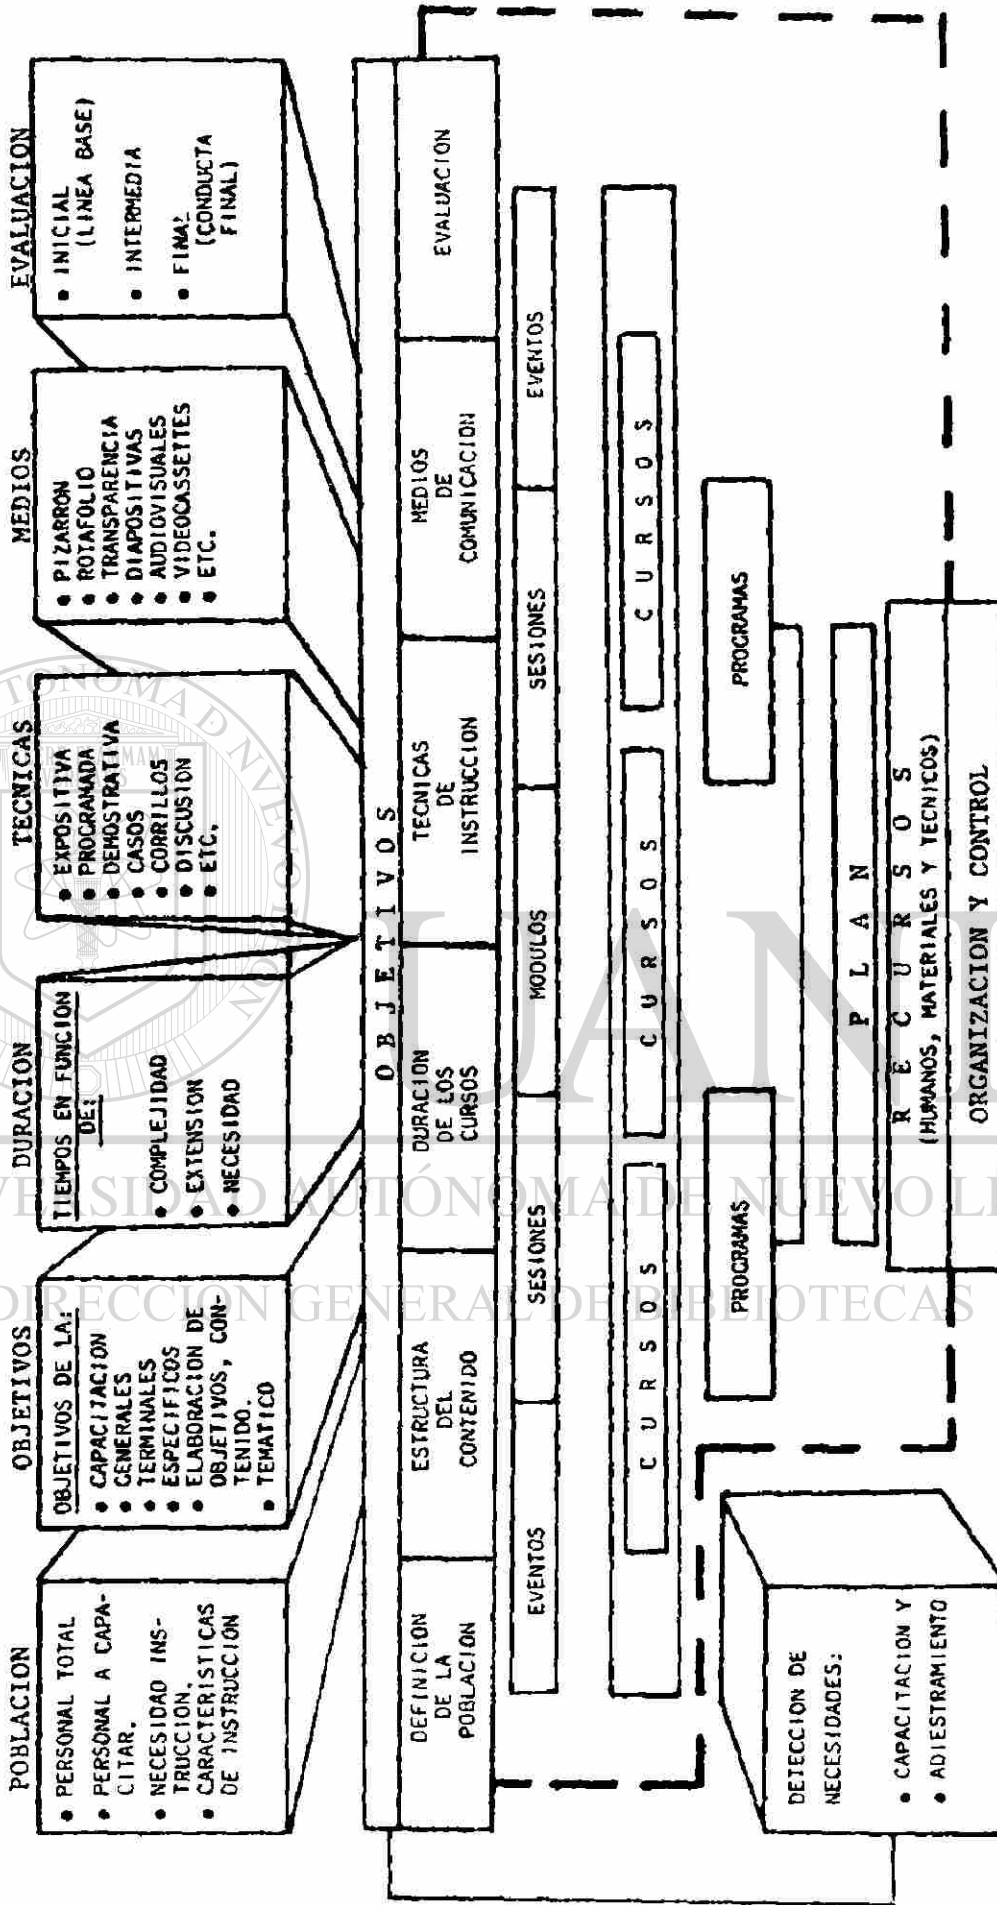 POBLACION
• PERSONAL TOTAL
• PERSONAL A CAPA-
CITAR.
• NECESIDAD INS-
TRUCCION.
• CARACTERISTICAS
DE INSTRUCCION
OBJETIVOS
OBJETIVOS DE LA:
• CAPACITACION
• GENERALES
• TERMINALES
• ESPECIFICOS
• ELABORACION DE
OBJETIVOS, CON-
TENIDO.
• TEMATICO
DURACION
TIEMPOS EN FUNCION
DE:
• COMPLEJIDAD
• EXTENSION
• NECESIDAD
TECNICAS
• EXPOSITIVA
• PROGRAMADA
• DEMOSTRATIVA
• CASOS
• CORRILLOS
• DISCUSION
• ETC.
MEDIOS
• PIZARRON
• ROTAFOLIO
• TRANSPARENCIA
• DIAPOSITIVAS
• AUDIOVISUALES
• VIDEOCASSETTES
• ETC.
EVALUACION
• INICIAL
(LINEA BASE)
• INTERMEDIA
• FINAL
(CONDUCTA
FINAL)
O B J E T I V O S
DEFINICION
DE LA
POBLACION
ESTRUCTURA
DEL
CONTENIDO
DURACION
DE LOS
CURSOS
TECNICAS
DE
INSTRUCCION
MEDIOS
DE
COMUNICACION
EVALUACION
EVENTOS
SESIONES
MODULOS
SESIONES
EVENTOS
C U R S O S
C U R S O S
C U R S O S
PROGRAMAS
PROGRAMAS
P L A N
R E C U R S O S
(HUMANOS, MATERIALES Y TECNICOS)
ORGANIZACION Y CONTROL
DETECCION DE
NECESIDADES:
• CAPACITACION Y
• ADIESTRAMIENTO
UANL
UNIVERSIDAD AUTÓNOMA DE NUEVO LEÓN
DIRECCIÓN GENERAL DE BIBLIOTECAS